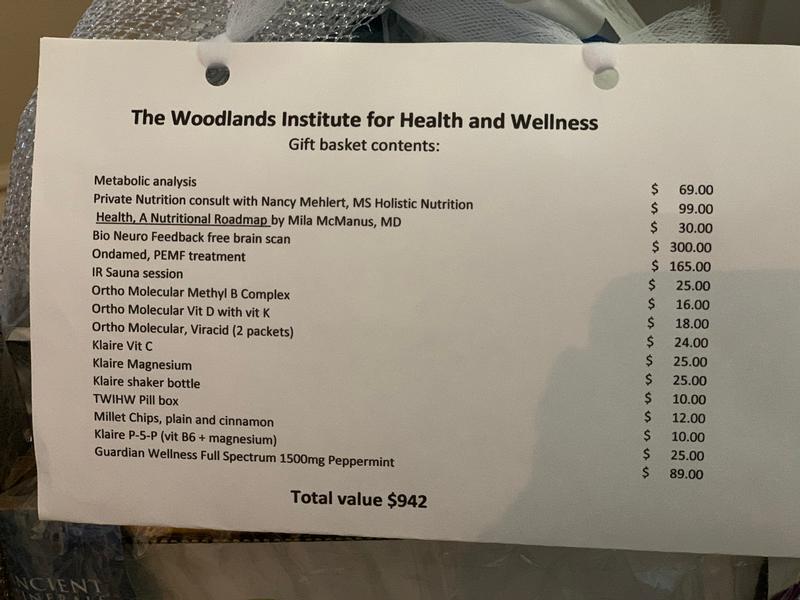 The Woodlands Institute for Health and Wellness
Gift basket contents:
Metabolic analysis $ 69.00
Private Nutrition consult with Nancy Mehlert, MS Holistic Nutrition $ 99.00
Health, A Nutritional Roadmap by Mila McManus, MD $ 30.00
Bio Neuro Feedback free brain scan $ 300.00
Ondamed, PEMF treatment $ 165.00
IR Sauna session $ 25.00
Ortho Molecular Methyl B Complex $ 16.00
Ortho Molecular Vit D with vit K $ 18.00
Ortho Molecular, Viracid (2 packets) $ 24.00
Klaire Vit C $ 25.00
Klaire Magnesium $ 25.00
Klaire shaker bottle $ 10.00
TWIHW Pill box $ 12.00
Millet Chips, plain and cinnamon $ 10.00
Klaire P-5-P (vit B6 + magnesium) $ 25.00
Guardian Wellness Full Spectrum 1500mg Peppermint $ 89.00
Total value $942
NCIENT